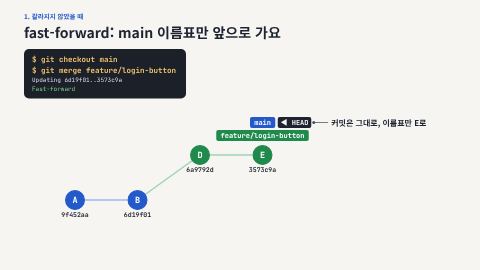 1. 갈라지지 않았을 때
fast-forward: main 이름표만 앞으로 가요
$ git checkout main
$ git merge feature/login-button
Updating 6d19f01..3573c9a
Fast-forward
main ◀ HEAD 커밋은 그대로, 이름표만 E로
feature/login-button
D E
6a9792d 3573c9a
A B
9f452aa 6d19f01